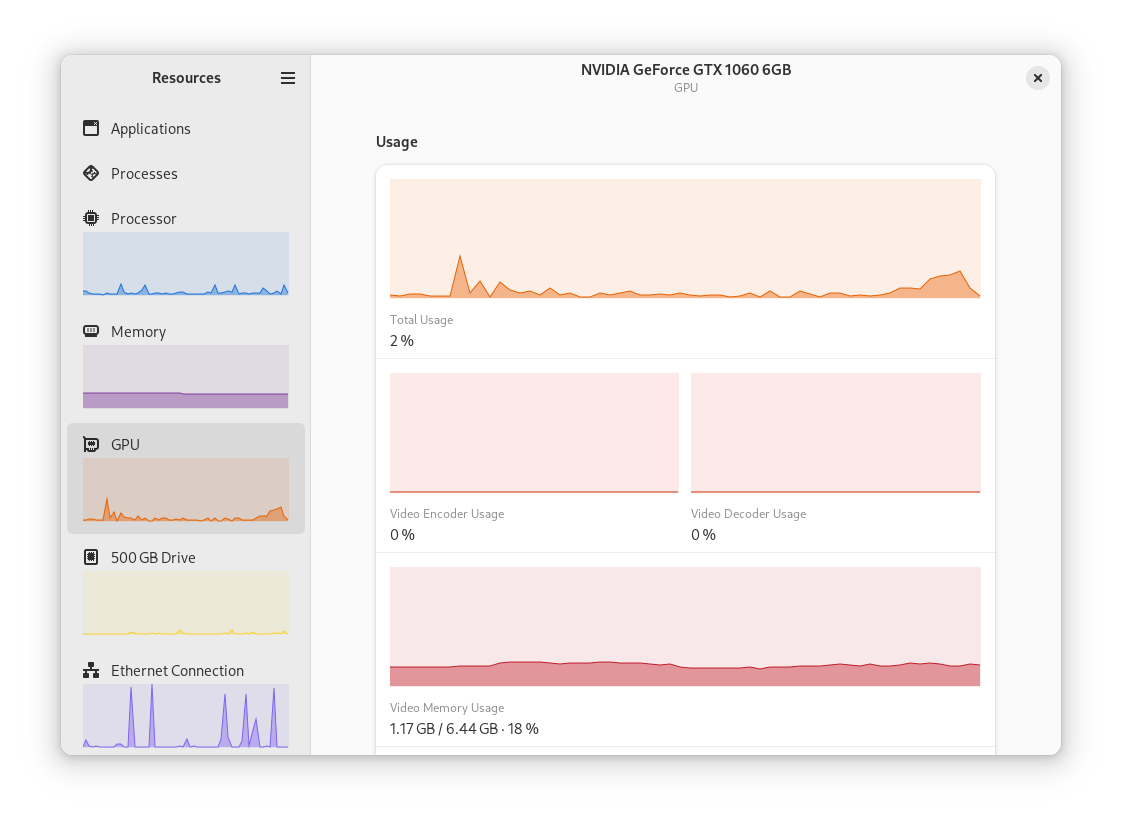 Resources
Applications
Processes
Processor
Memory
GPU
500 GB Drive
Ethernet Connection
NVIDIA GeForce GTX 1060 6GB
GPU
Usage
Total Usage
2 %
Video Encoder Usage
0 %
Video Decoder Usage
0 %
Video Memory Usage
1.17 GB / 6.44 GB · 18 %